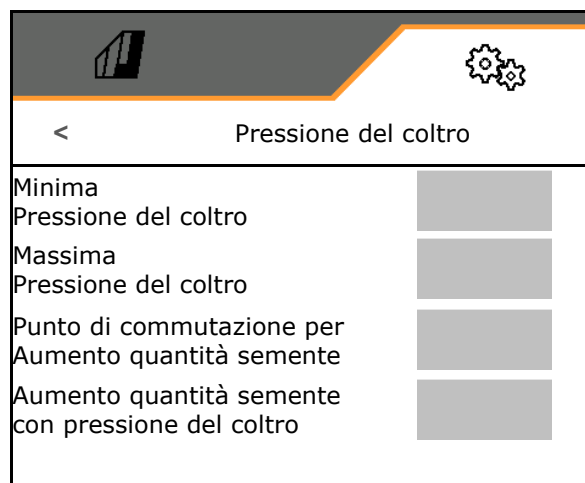 < Pressione del coltro
Minima
Pressione del coltro
Massima
Pressione del coltro
Punto di commutazione per
Aumento quantità semente
Aumento quantità semente
con pressione del coltro